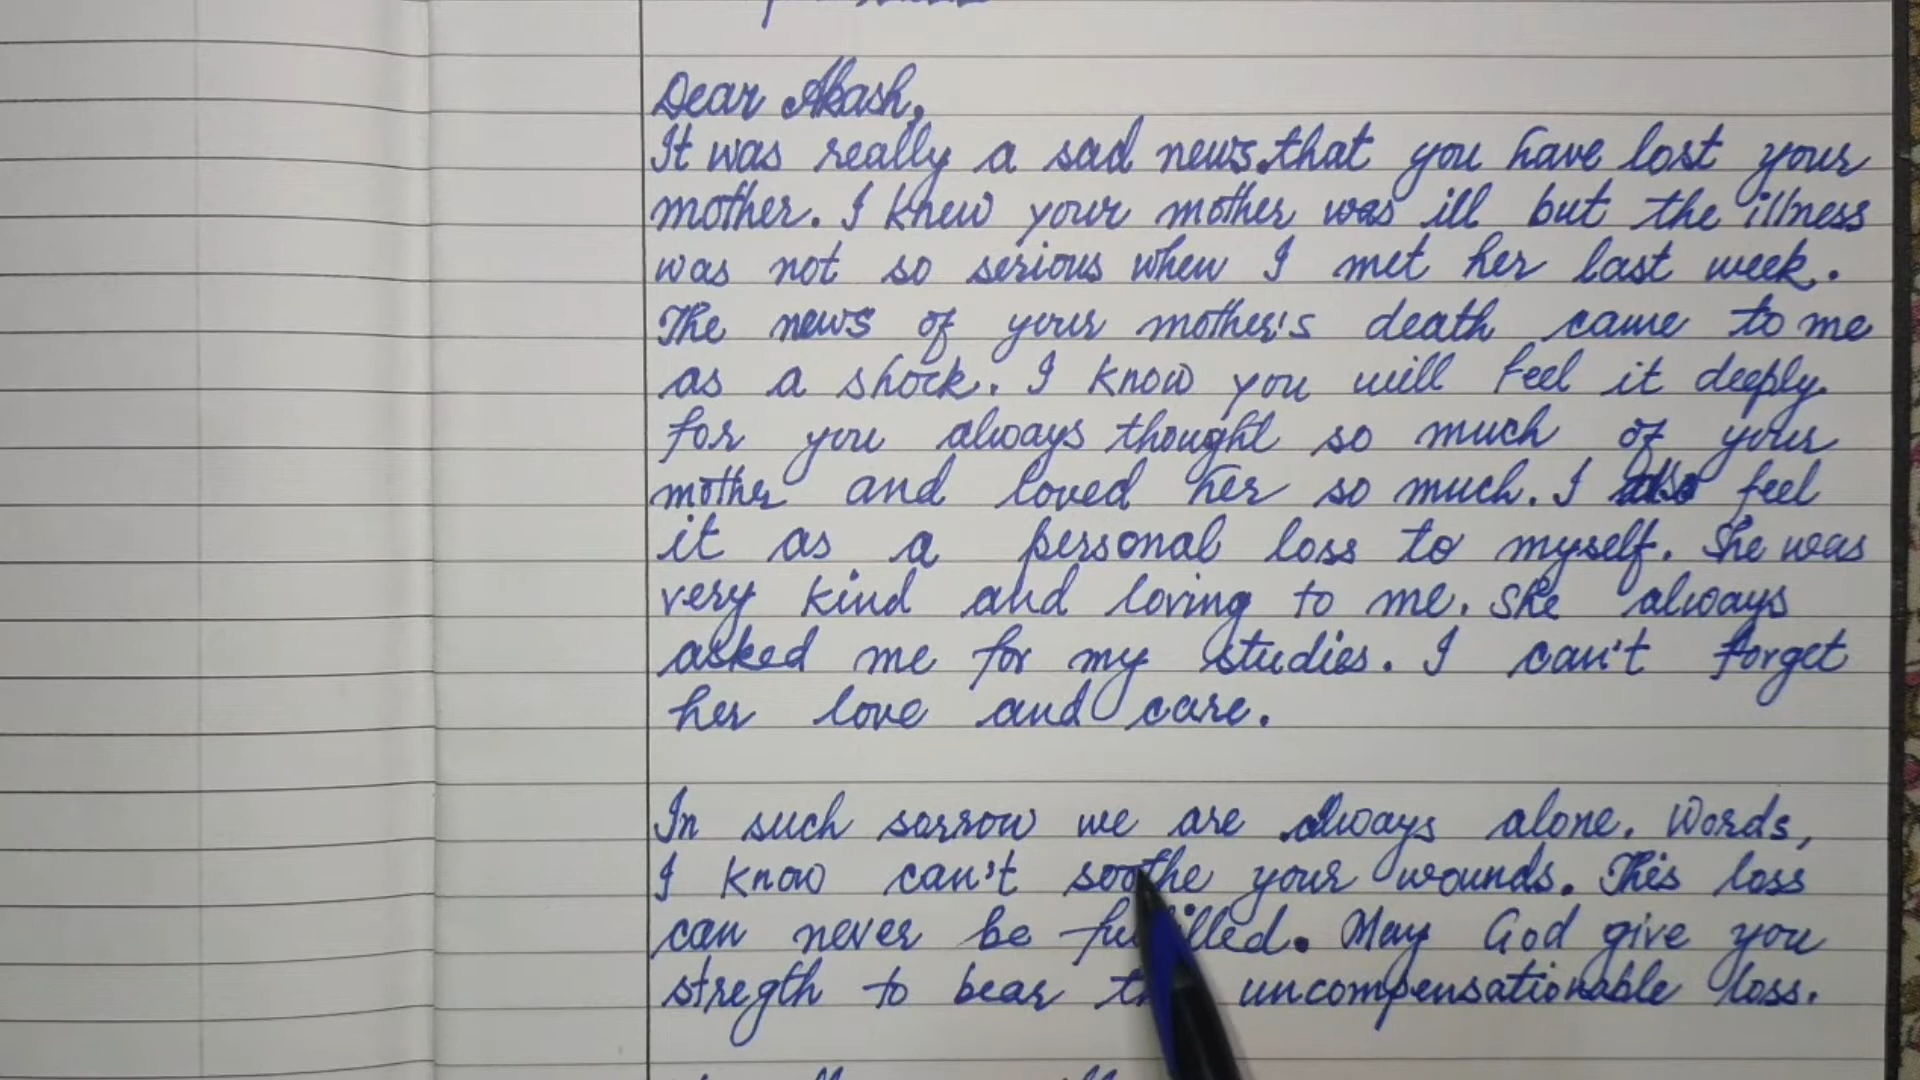 Dear Akash,
It was really a sad news.that you have lost your
mother. I knew your mother was ill but the illness
was not so serious when I met her last week.
The news of your mother's death came to me
as a shock. I know you will feel it deeply.
for you always thought so much of your
mother and loved her so much. I also feel
it as a personal loss to myself. She was
very kind and loving to me. She always
asked me for my studies. I can't forget
her love and care.
In such sorrow we are always alone. Words,
I know can't soothe your wounds. This loss
can never be fulfilled. May God give you
stregth to bear uncompensationable loss.